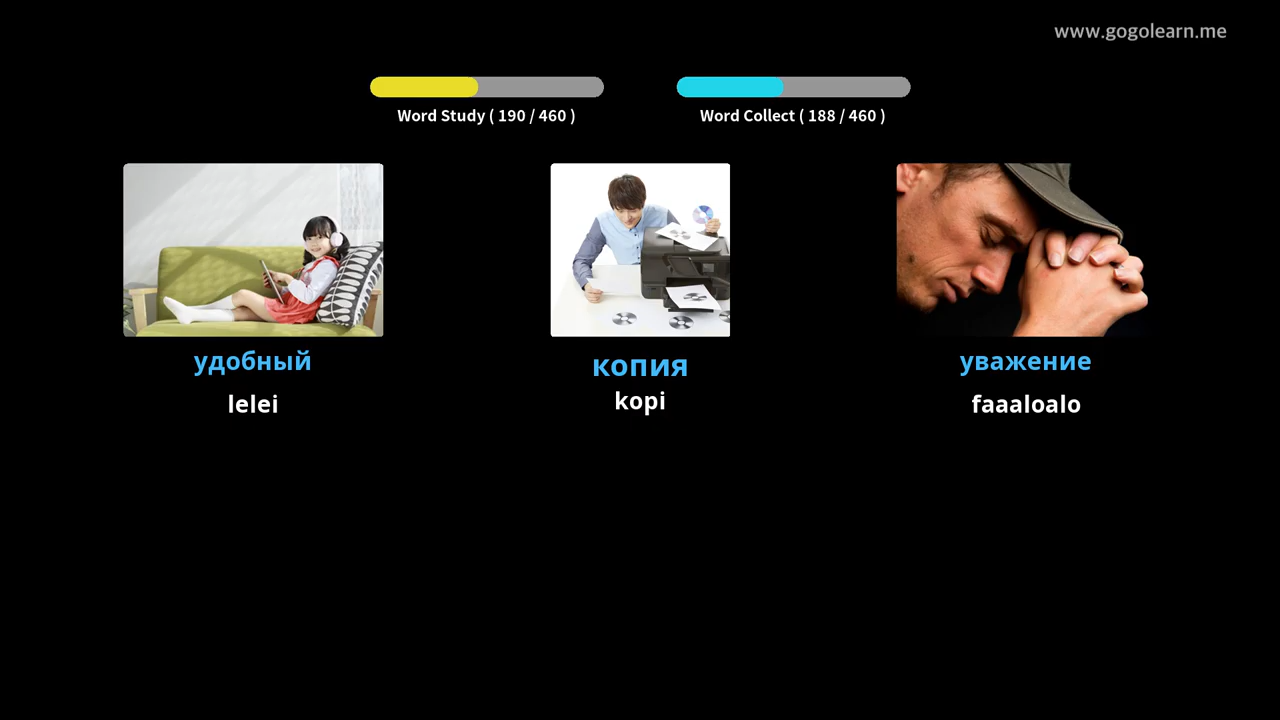 www.gogolearn.me
Word Study ( 190 / 460 )
Word Collect ( 188 / 460 )
удобный
lelei
копия
kopi
уважение
faaaloalo